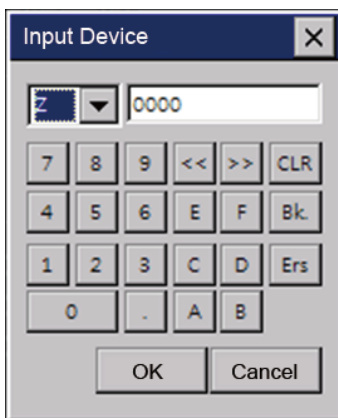 Input Device
Z 0000
7 8 9 << >> CLR
4 5 6 E F Bk.
1 2 3 C D Ers
0 . A B
OK Cancel